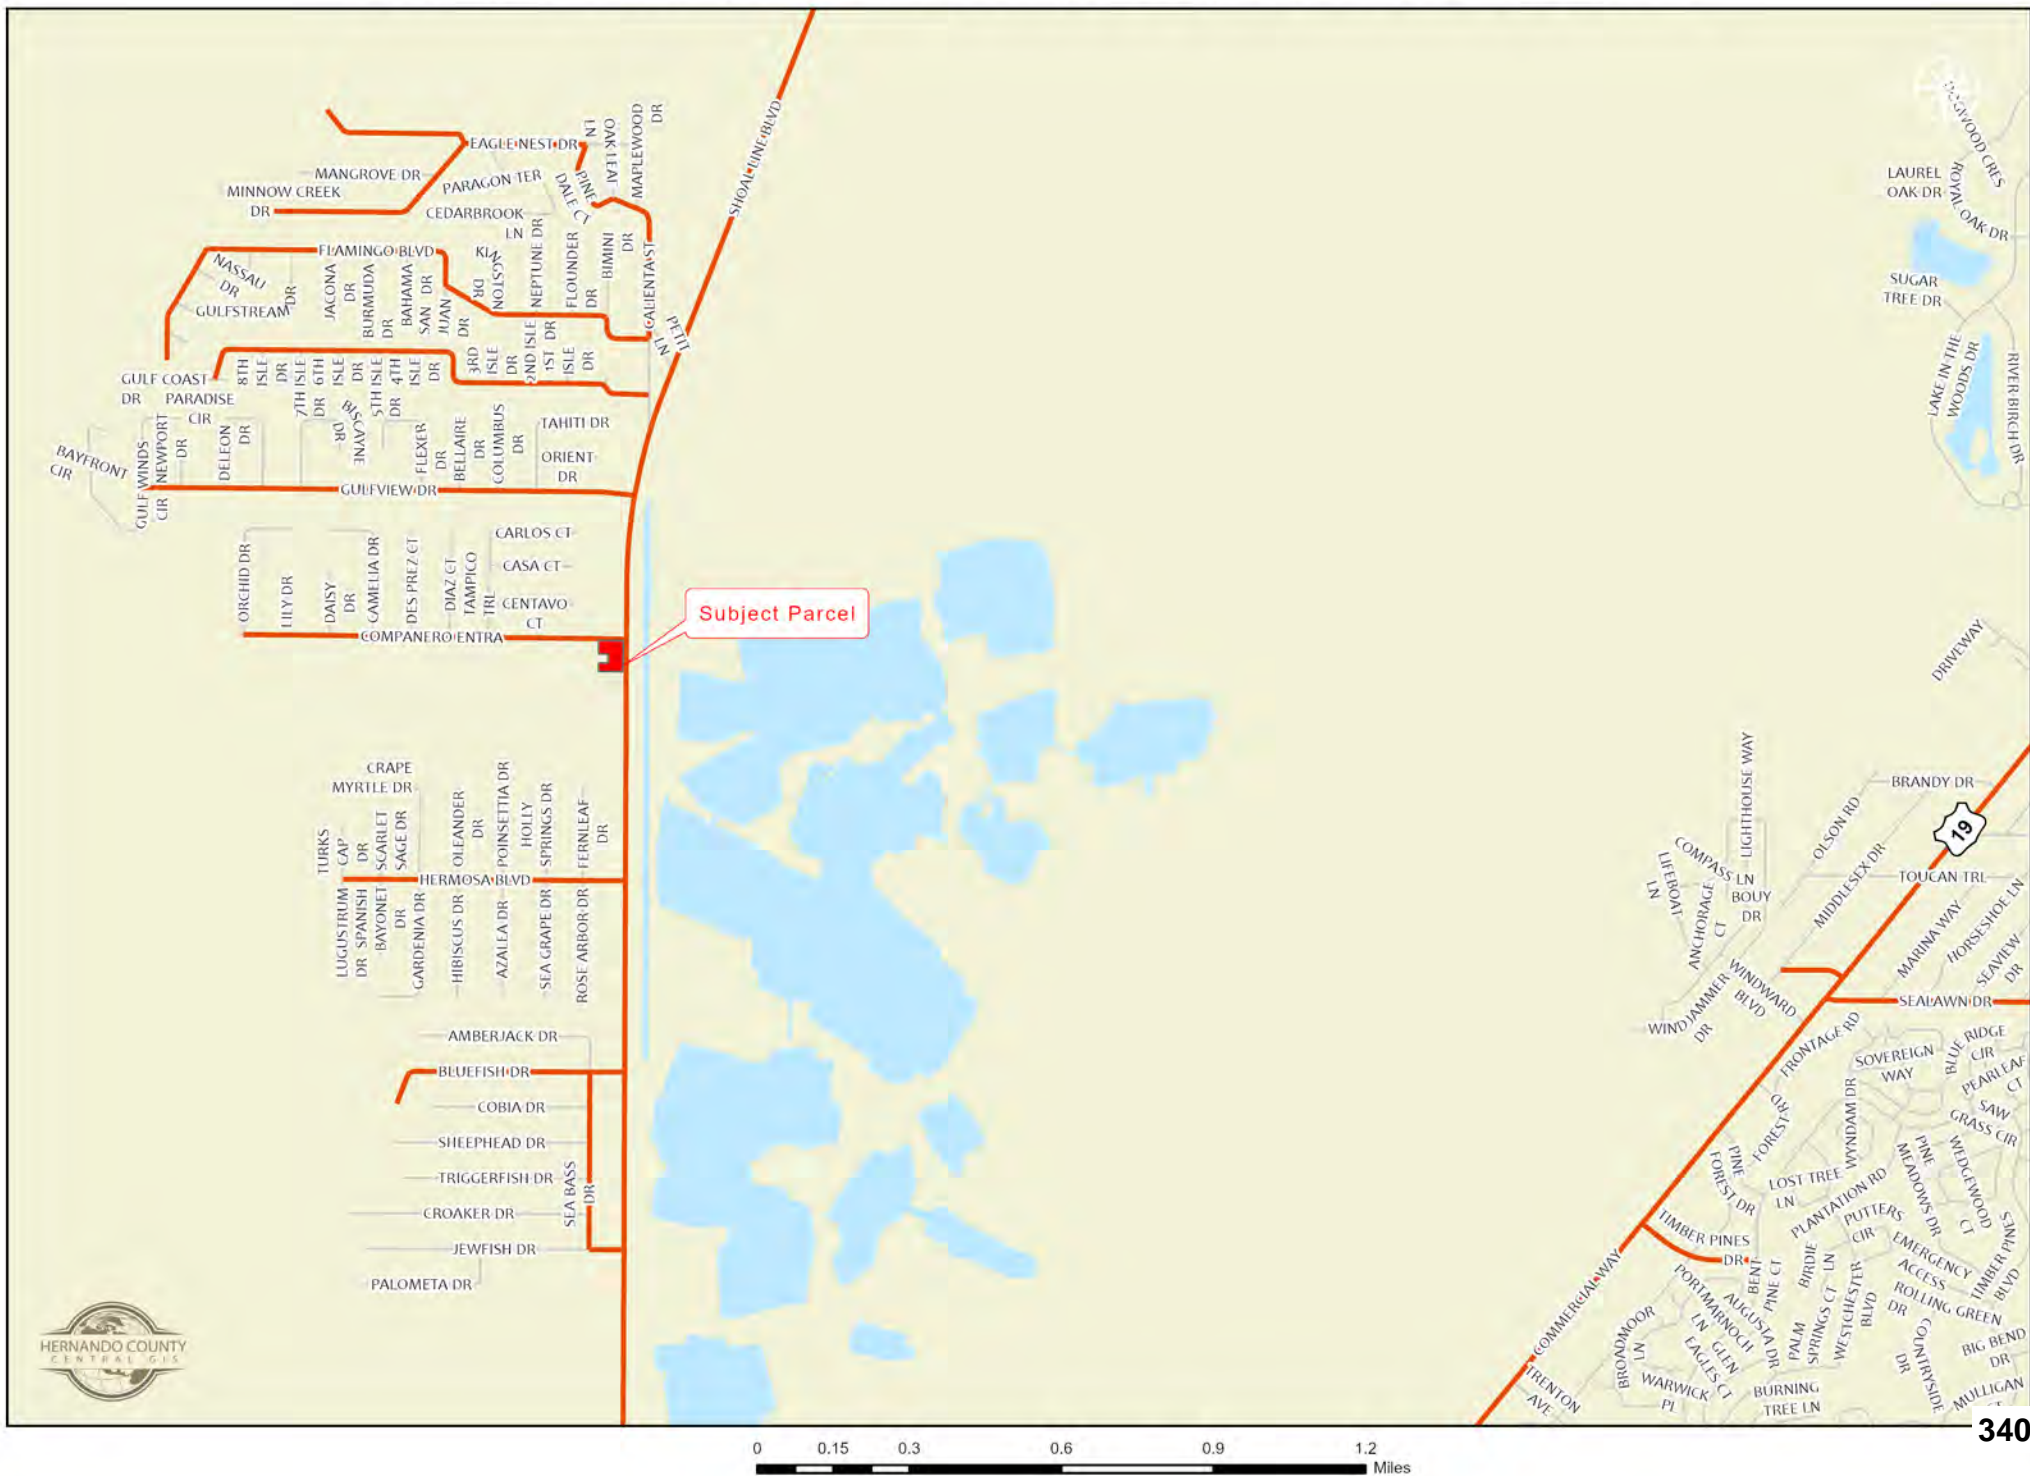 EAGLE NEST DR
OAK LEAF
LN
MAPLEWOOD
DR
MANGROVE DR
MINNOW CREEK
DR
PARAGON TER
PINE
DALE CT
CEDARBROOK
LN
SHOAL LINE BLVD
FLAMINGO BLVD
NASSAU
DR
GULFSTREAM
DR
JACONA
DR
BURMUDA
DR
BAHAMA
SAN
JUAN
DR
DR
KINGSTON
DR
NEPTUNE DR
FLOUNDER
DR
BIMINI
DR
CALIENTA ST
PETIT
LN
GULF COAST
DR
PARADISE
CIR
8TH
ISLE
DR
7TH ISLE
DR
6TH
ISLE
DR
5TH ISLE
DR
4TH
ISLE
DR
3RD
ISLE
DR
2ND ISLE
1ST
ISLE
DR
DR
BISCAYNE
DR
BAYFRONT
CIR
GULF WINDS
CIR
NEWPORT
DR
DELEON
DR
FLEXER
DR
BELLAIRE
DR
COLUMBUS
DR
TAHITI DR
ORIENT
DR
GULFVIEW DR
ORCHID DR
LILY DR
DAISY
DR
CAMELIA DR
DES PREZ CT
DIAZ CT
TAMPICO
TRL
CARLOS CT
CASA CT
CENTAVO
CT
COMPANERO ENTRA
Subject Parcel
CRAPE
MYRTLE DR
TURKS
CAP
DR
SCARLET
SAGE DR
OLEANDER
DR
POINSETTIA DR
HOLLY
SPRINGS DR
FERNLEAF
DR
HERMOSA BLVD
LUGUSTRUM
DR
SPANISH
BAYONET
DR
GARDENIA DR
HIBISCUS DR
AZALEA DR
SEA GRAPE DR
ROSE ARBOR DR
AMBERJACK DR
BLUEFISH DR
COBIA DR
SHEEPHEAD DR
TRIGGERFISH DR
SEA BASS
DR
CROAKER DR
JEWFISH DR
PALOMETA DR
LAUREL
OAK DR
ROYAL OAK DR
SUGAR
TREE DR
LAKE IN THE
WOODS DR
RIVER BIRCH DR
DRIVEWAY
BRANDY DR
19
LIGHTHOUSE WAY
OLSON RD
MIDDLESEX DR
COMPASS
LN
LIFEBOAT
LN
ANCHORAGE
CT
BOUY
DR
TOUCAN TRL
MARINA WAY
HORSESHOE LN
SEAVIEW
DR
WINDJAMMER
DR
WINDWARD
BLVD
SEALAWN DR
FRONTAGE RD
SOVEREIGN
WAY
BLUE RIDGE
CIR
PEARLEAF
CT
SAW
GRASS CIR
WYNDAM DR
FOREST RD
PINE
FOREST DR
LOST TREE
LN
PLANTATION RD
PINE
MEADOWS DR
WEDGEWOOD
CT
PUTTERS
CIR
TIMBER PINES
DR
EMERGENCY
ACCESS
TIMBER PINES
BLVD
ROLLING GREEN
DR
BENT
PINE CT
BIRDIE
LN
PALM
SPRINGS CT
WESTCHESTER
BLVD
COMMERCIAL WAY
PORTMARNOCH
LN
AUGUSTA DR
GLEN
EAGLES CT
BROADMOOR
LN
WARWICK
PL
BURNING
TREE LN
COUNTRYSIDE
DR
BIG BEND
DR
MULLIGAN
TRENTON
AVE
HERNANDO COUNTY
CENTRAL GIS
340
0 0.15 0.3 0.6 0.9 1.2
Miles